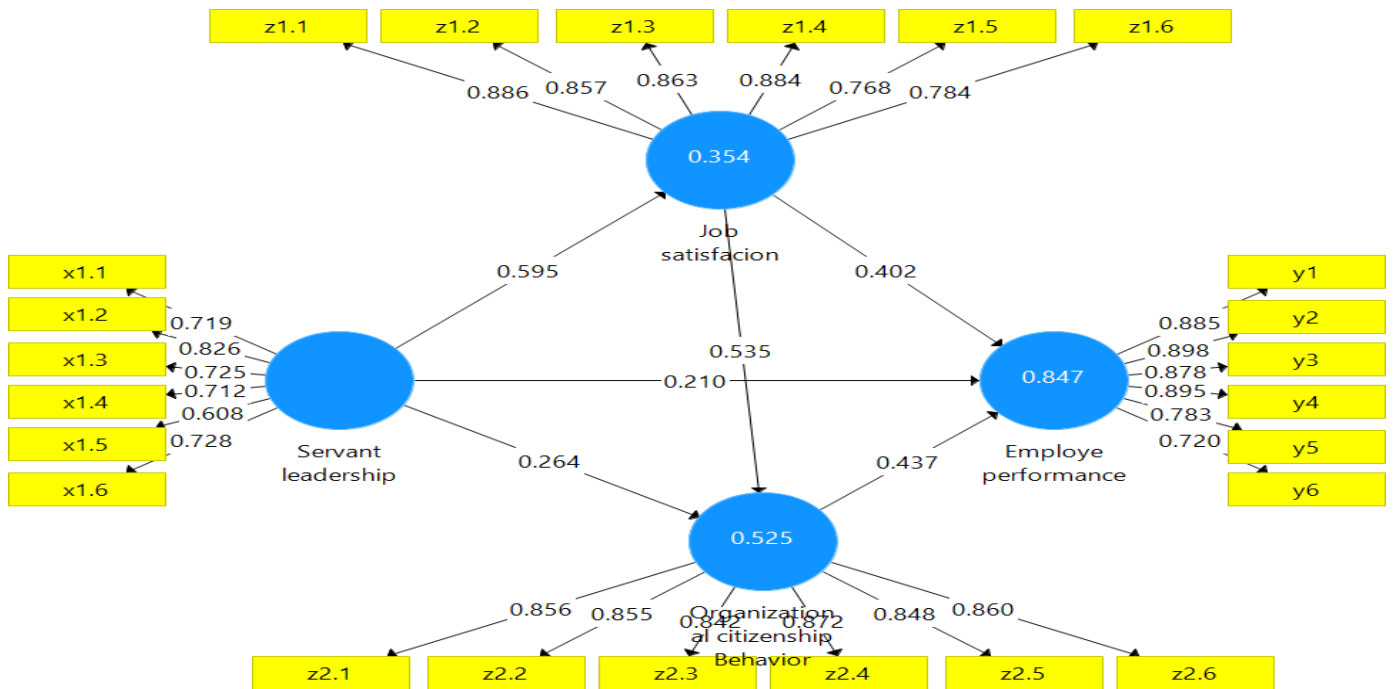 z1.1
z1.2
z1.3
z1.4
z1.5
z1.6
0.886
0.857
0.863
0.884
0.768
0.784
0.354
Job
satisfacion
0.595
0.402
x1.1
x1.2
x1.3
x1.4
x1.5
x1.6
0.719
0.826
0.725
0.712
0.608
0.728
Servant
leadership
0.535
0.210
0.264
0.437
0.847
Employe
performance
0.885
0.898
0.878
0.895
0.783
0.720
y1
y2
y3
y4
y5
y6
0.525
Organization
al citizenship
Behavior
0.856
0.855
0.842
0.872
0.848
0.860
z2.1
z2.2
z2.3
z2.4
z2.5
z2.6